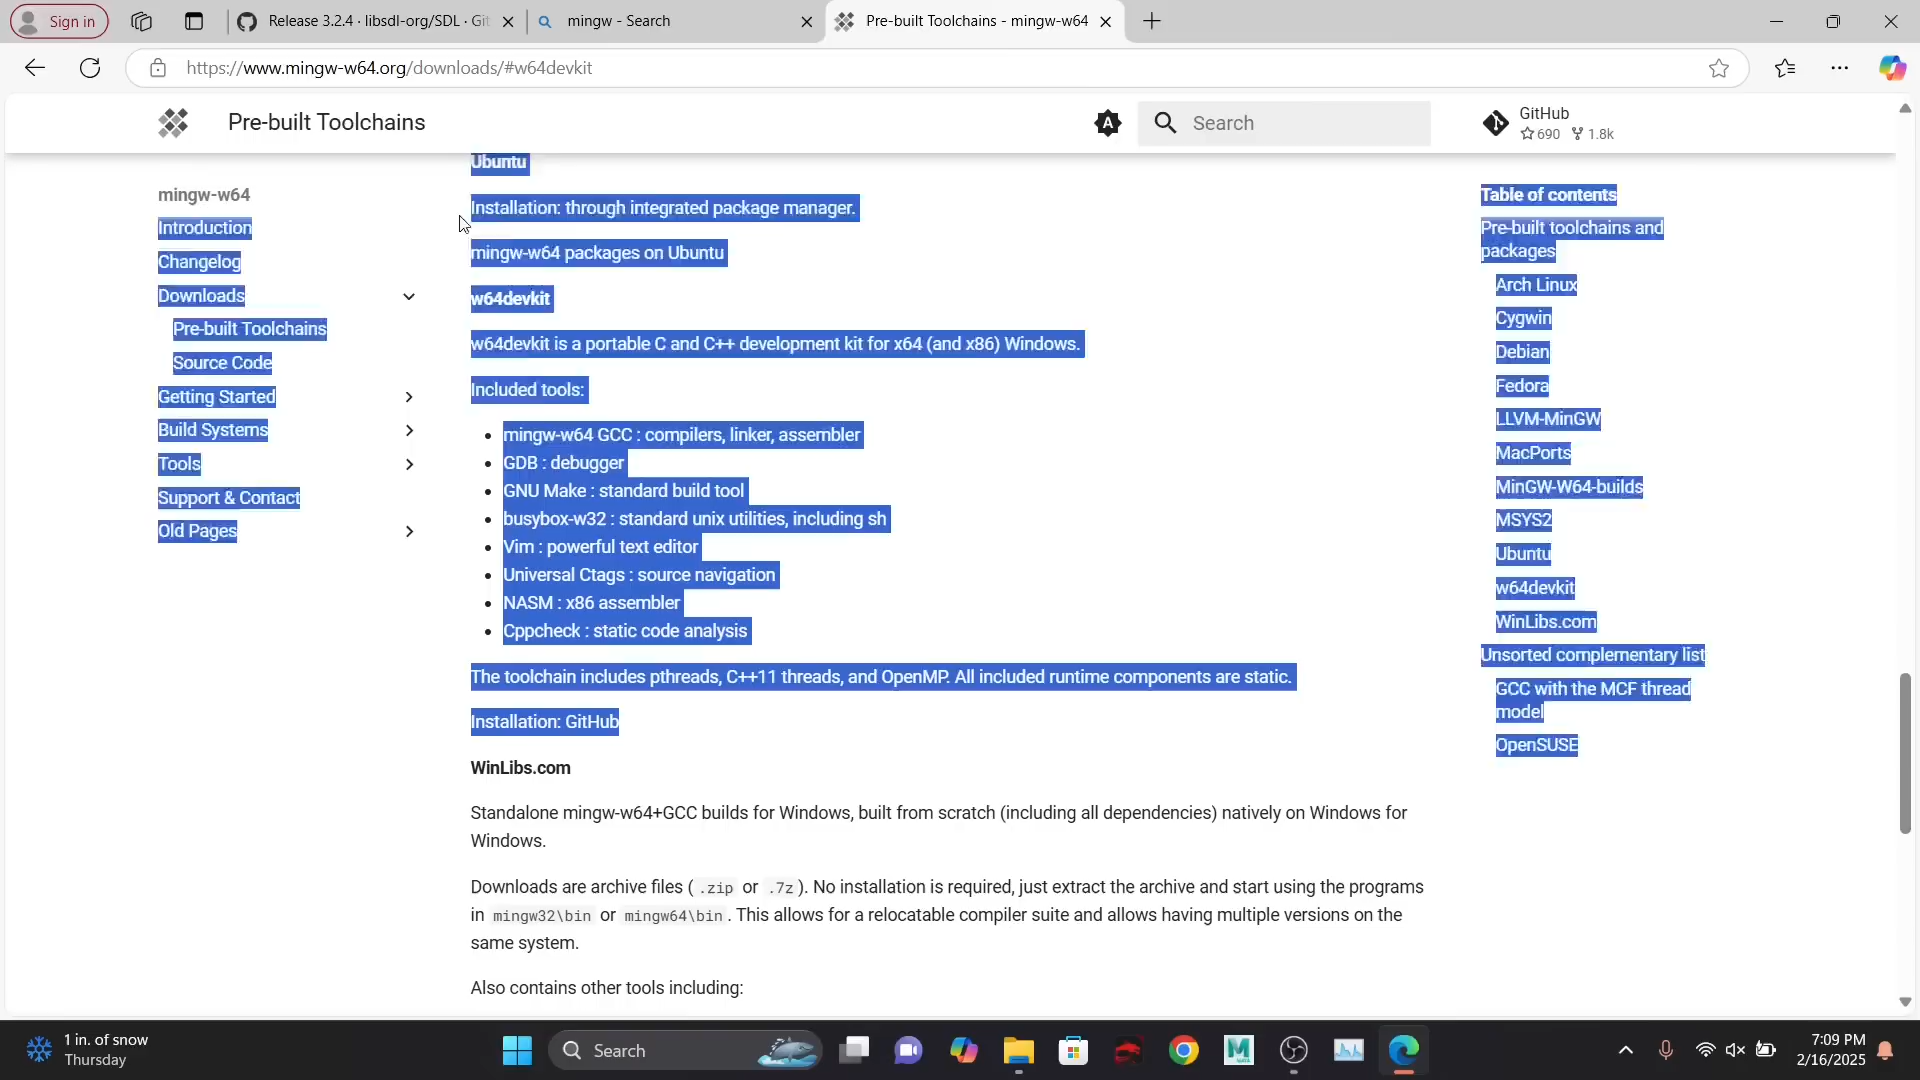 Sign in
Release 3.2.4 · libsdl-org/SDL · Git
mingw - Search
Pre-built Toolchains - mingw-w64
https://www.mingw-w64.org/downloads/#w64devkit
Pre-built Toolchains
Search
GitHub
690 1.8k
mingw-w64
Introduction
Changelog
Downloads
Pre-built Toolchains
Source Code
Getting Started
Build Systems
Tools
Support & Contact
Old Pages
Ubuntu
Installation: through integrated package manager.
mingw-w64 packages on Ubuntu
w64devkit
w64devkit is a portable C and C++ development kit for x64 (and x86) Windows.
Included tools:
mingw-w64 GCC : compilers, linker, assembler
GDB : debugger
GNU Make : standard build tool
busybox-w32 : standard unix utilities, including sh
Vim : powerful text editor
Universal Ctags : source navigation
NASM : x86 assembler
Cppcheck : static code analysis
The toolchain includes pthreads, C++11 threads, and OpenMP. All included runtime components are static.
Installation: GitHub
WinLibs.com
Standalone mingw-w64+GCC builds for Windows, built from scratch (including all dependencies) natively on Windows for
Windows.
Downloads are archive files ( .zip or .7z ). No installation is required, just extract the archive and start using the programs
in mingw32\bin or mingw64\bin . This allows for a relocatable compiler suite and allows having multiple versions on the
same system.
Also contains other tools including:
Table of contents
Pre-built toolchains and
packages
Arch Linux
Cygwin
Debian
Fedora
LLVM-MinGW
MacPorts
MinGW-W64-builds
MSYS2
Ubuntu
w64devkit
WinLibs.com
Unsorted complementary list
GCC with the MCF thread
model
OpenSUSE
1 in. of snow
Thursday
Search
7:09 PM
2/16/2025